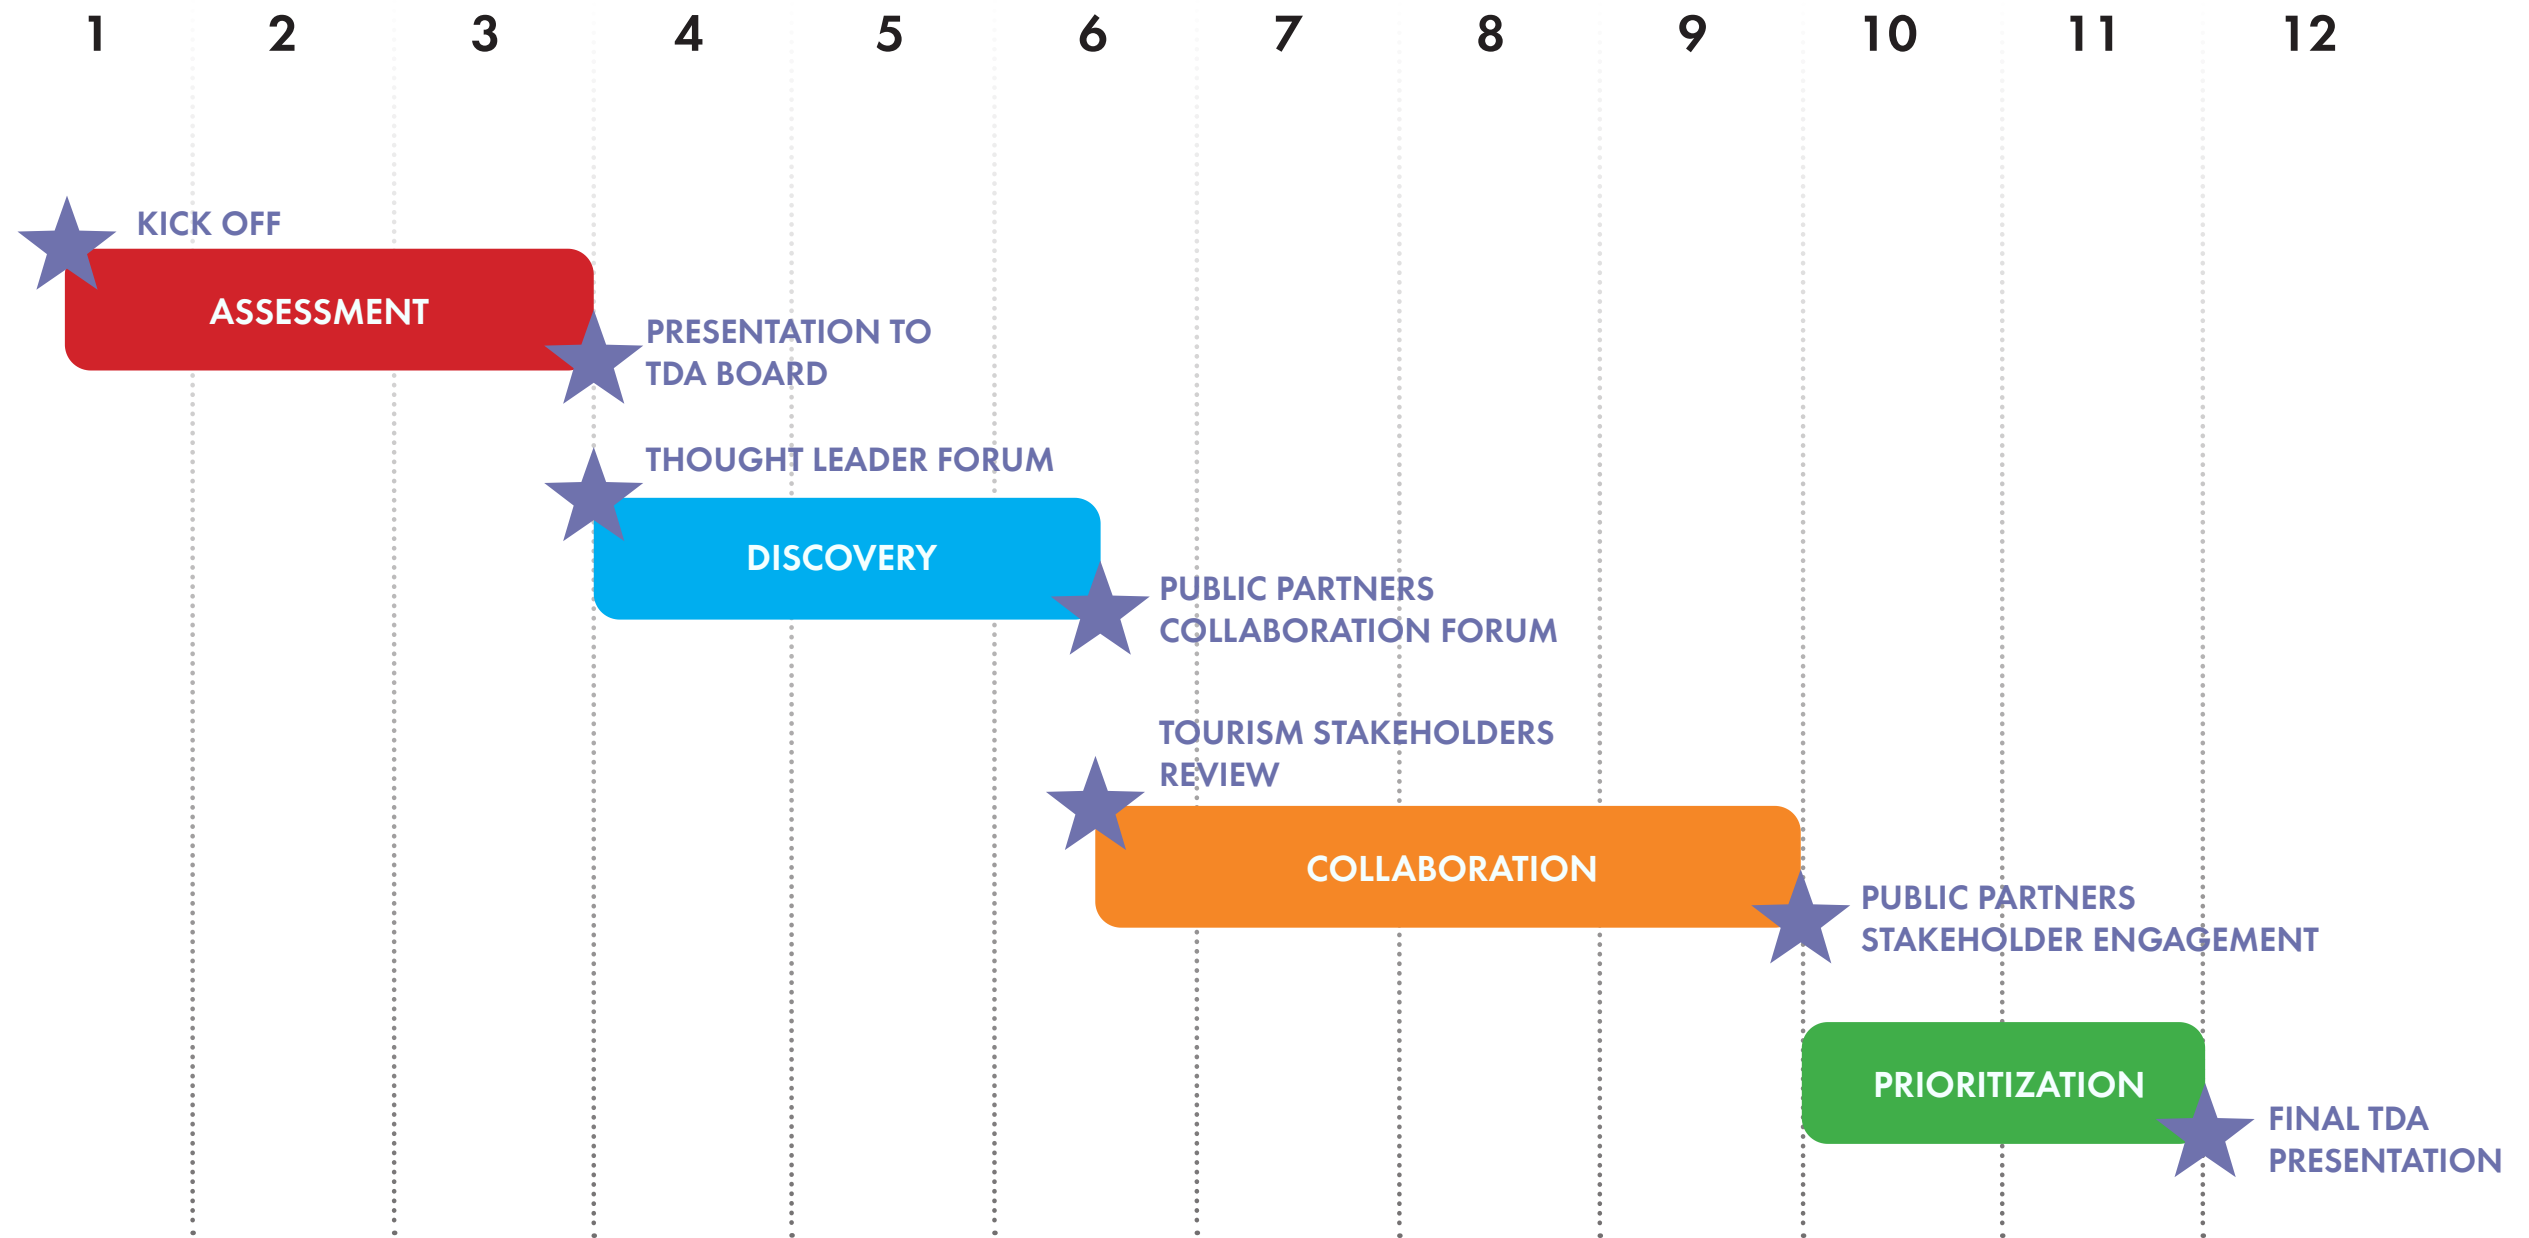 1 2 3 4 5 6 7 8 9 10 11 12
KICK OFF
ASSESSMENT
PRESENTATION TO
TDA BOARD
THOUGHT LEADER FORUM
DISCOVERY
PUBLIC PARTNERS
COLLABORATION FORUM
TOURISM STAKEHOLDERS
REVIEW
COLLABORATION
PUBLIC PARTNERS
STAKEHOLDER ENGAGEMENT
PRIORITIZATION
FINAL TDA
PRESENTATION